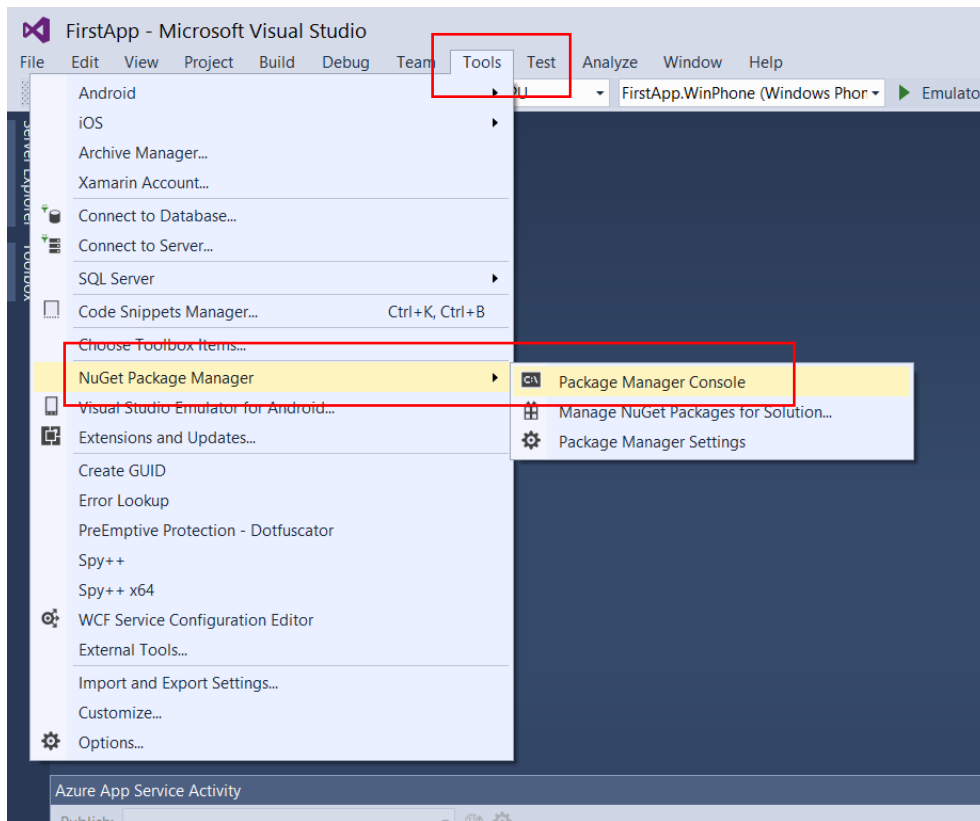 FirstApp - Microsoft Visual Studio
File Edit View Project Build Debug Team Tools Test Analyze Window Help
FirstApp.WinPhone (Windows Phor
Android
iOS
Archive Manager...
Xamarin Account...
Connect to Database...
Connect to Server...
SQL Server
Code Snippets Manager... Ctrl+K, Ctrl+B
Choose Toolbox Items...
NuGet Package Manager
Package Manager Console
Visual Studio Emulator for Android...
Manage NuGet Packages for Solution...
Extensions and Updates...
Package Manager Settings
Create GUID
Error Lookup
PreEmptive Protection - Dotfuscator
Spy++
Spy++ x64
WCF Service Configuration Editor
External Tools...
Import and Export Settings...
Customize...
Options...
Azure App Service Activity